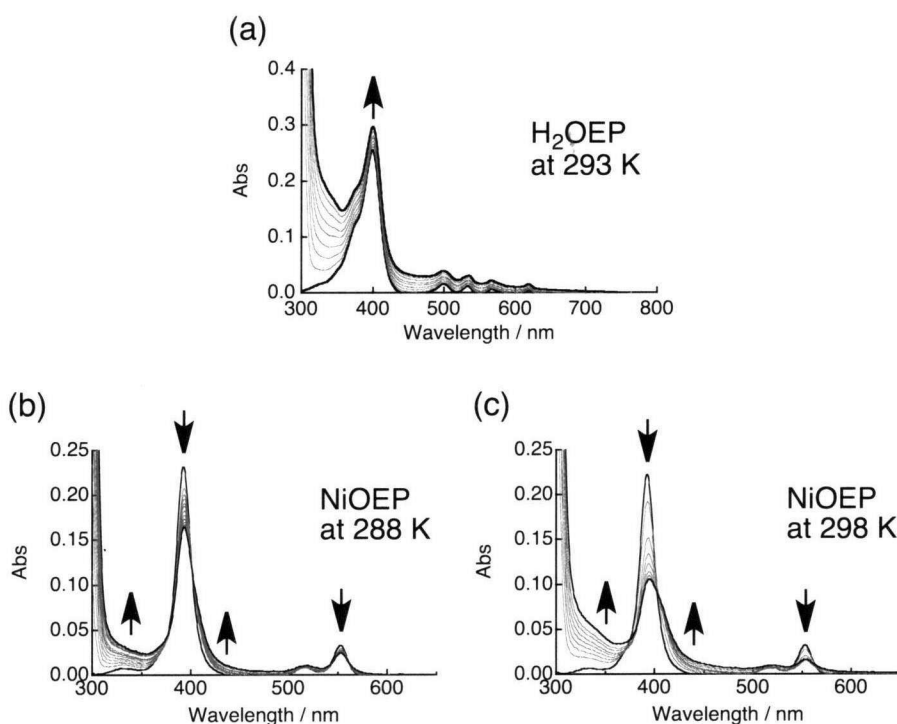 (a)
0.4
0.3
0.2
0.1
0.0
Abs
H₂OEP
at 293 K
300 400 500 600 700 800
Wavelength / nm
(b)
0.25
0.20
0.15
0.10
0.05
0.00
Abs
NiOEP
at 288 K
300 400 500 600
Wavelength / nm
(c)
0.25
0.20
0.15
0.10
0.05
0.00
Abs
NiOEP
at 298 K
300 400 500 600
Wavelength / nm